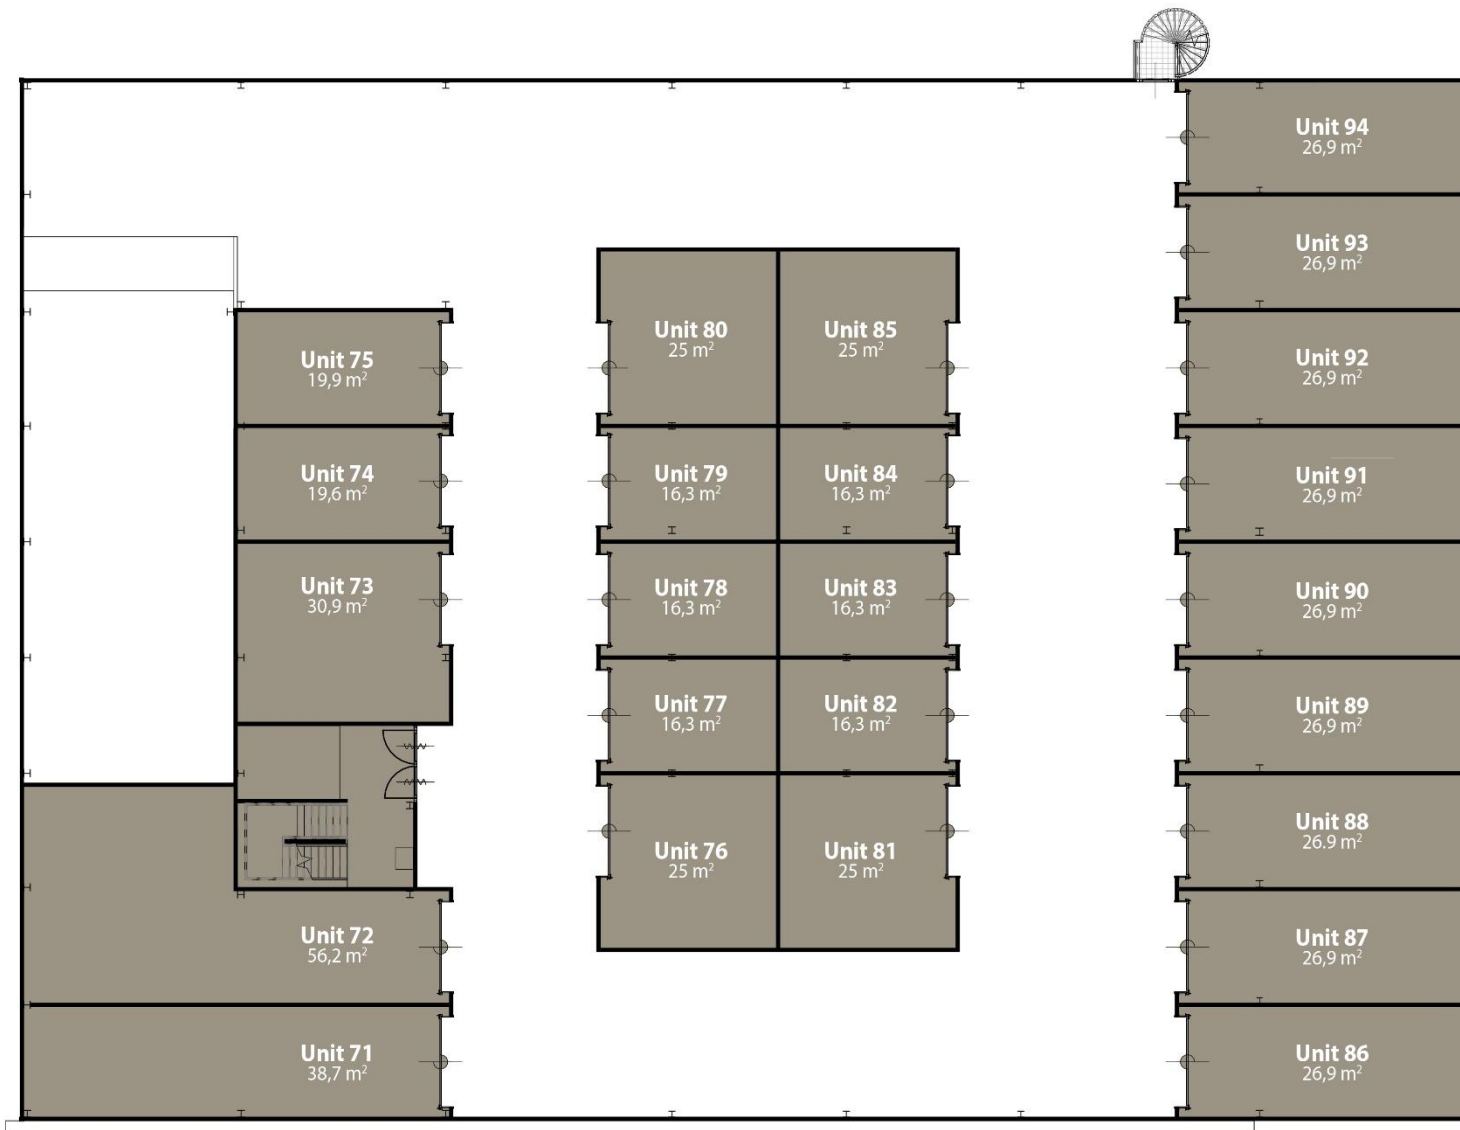 Unit 94
26,9 m²
Unit 93
26,9 m²
Unit 92
26,9 m²
Unit 91
26,9 m²
Unit 90
26,9 m²
Unit 89
26,9 m²
Unit 88
26.9 m²
Unit 87
26,9 m²
Unit 86
26,9 m²
Unit 80
25 m²
Unit 85
25 m²
Unit 79
16,3 m²
Unit 84
16,3 m²
Unit 78
16,3 m²
Unit 83
16,3 m²
Unit 77
16,3 m²
Unit 82
16,3 m²
Unit 76
25 m²
Unit 81
25 m²
Unit 75
19,9 m²
Unit 74
19,6 m²
Unit 73
30,9 m²
Unit 72
56,2 m²
Unit 71
38,7 m²